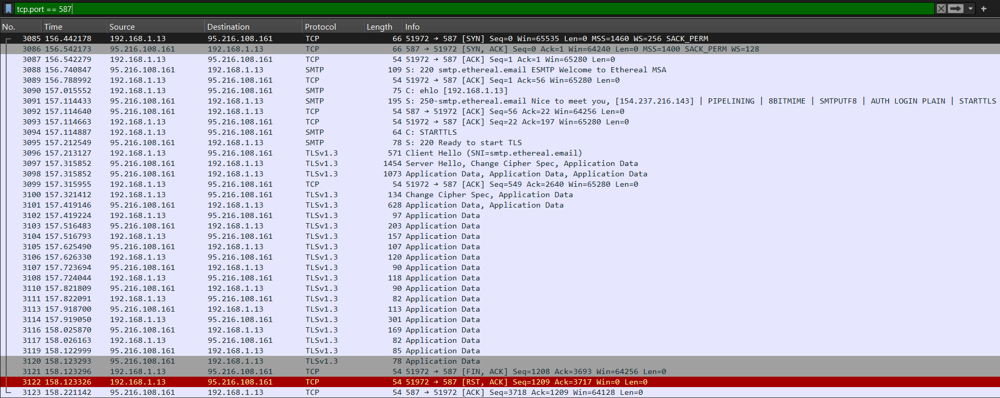 tcp.port == 587
No. Time Source Destination Protocol Length Info
3085 156.442178 192.168.1.13 95.216.108.161 TCP 66 51972 → 587 [SYN] Seq=0 Win=65535 Len=0 MSS=1460 WS=256 SACK_PERM
3086 156.542173 95.216.108.161 192.168.1.13 TCP 66 587 → 51972 [SYN, ACK] Seq=0 Ack=1 Win=64240 Len=0 MSS=1400 SACK_PERM WS=128
3087 156.542279 192.168.1.13 95.216.108.161 TCP 54 51972 → 587 [ACK] Seq=1 Ack=1 Win=65280 Len=0
3088 156.740847 95.216.108.161 192.168.1.13 SMTP 109 S: 220 smtp.ethereal.email ESMTP Welcome to Ethereal MSA
3089 156.788992 192.168.1.13 95.216.108.161 TCP 54 51972 → 587 [ACK] Seq=1 Ack=56 Win=65280 Len=0
3090 157.015552 192.168.1.13 95.216.108.161 SMTP 75 C: ehlo [192.168.1.13]
3091 157.114433 95.216.108.161 192.168.1.13 SMTP 195 S: 250-smtp.ethereal.email Nice to meet you, [154.237.216.143] | PIPELINING | 8BITMIME | SMTPUTF8 | AUTH LOGIN PLAIN | STARTTLS
3092 157.114640 95.216.108.161 192.168.1.13 TCP 54 587 → 51972 [ACK] Seq=56 Ack=22 Win=64256 Len=0
3093 157.114663 192.168.1.13 95.216.108.161 TCP 54 51972 → 587 [ACK] Seq=22 Ack=197 Win=65280 Len=0
3094 157.114887 192.168.1.13 95.216.108.161 SMTP 64 C: STARTTLS
3095 157.212549 95.216.108.161 192.168.1.13 SMTP 78 S: 220 Ready to start TLS
3096 157.213127 192.168.1.13 95.216.108.161 TLSv1.3 571 Client Hello (SNI=smtp.ethereal.email)
3097 157.315852 95.216.108.161 192.168.1.13 TLSv1.3 1454 Server Hello, Change Cipher Spec, Application Data
3098 157.315852 95.216.108.161 192.168.1.13 TLSv1.3 1073 Application Data, Application Data, Application Data
3099 157.315955 192.168.1.13 95.216.108.161 TCP 54 51972 → 587 [ACK] Seq=549 Ack=2640 Win=65280 Len=0
3100 157.321412 192.168.1.13 95.216.108.161 TLSv1.3 134 Change Cipher Spec, Application Data
3101 157.419146 95.216.108.161 192.168.1.13 TLSv1.3 628 Application Data, Application Data
3102 157.419224 192.168.1.13 95.216.108.161 TLSv1.3 97 Application Data
3103 157.516483 95.216.108.161 192.168.1.13 TLSv1.3 203 Application Data
3104 157.516793 192.168.1.13 95.216.108.161 TLSv1.3 157 Application Data
3105 157.625490 95.216.108.161 192.168.1.13 TLSv1.3 107 Application Data
3106 157.626330 192.168.1.13 95.216.108.161 TLSv1.3 120 Application Data
3107 157.723694 95.216.108.161 192.168.1.13 TLSv1.3 90 Application Data
3108 157.724044 192.168.1.13 95.216.108.161 TLSv1.3 118 Application Data
3110 157.821809 95.216.108.161 192.168.1.13 TLSv1.3 90 Application Data
3111 157.822091 192.168.1.13 95.216.108.161 TLSv1.3 82 Application Data
3113 157.918700 95.216.108.161 192.168.1.13 TLSv1.3 113 Application Data
3114 157.919050 192.168.1.13 95.216.108.161 TLSv1.3 301 Application Data
3116 158.025870 95.216.108.161 192.168.1.13 TLSv1.3 169 Application Data
3117 158.026163 192.168.1.13 95.216.108.161 TLSv1.3 82 Application Data
3119 158.122999 95.216.108.161 192.168.1.13 TLSv1.3 85 Application Data
3120 158.123293 95.216.108.161 192.168.1.13 TLSv1.3 78 Application Data
3121 158.123296 192.168.1.13 95.216.108.161 TCP 54 51972 → 587 [FIN, ACK] Seq=1208 Ack=3693 Win=64256 Len=0
3122 158.123326 192.168.1.13 95.216.108.161 TCP 54 51972 → 587 [RST, ACK] Seq=1209 Ack=3717 Win=0 Len=0
3123 158.221142 95.216.108.161 192.168.1.13 TCP 54 587 → 51972 [ACK] Seq=3718 Ack=1209 Win=64128 Len=0